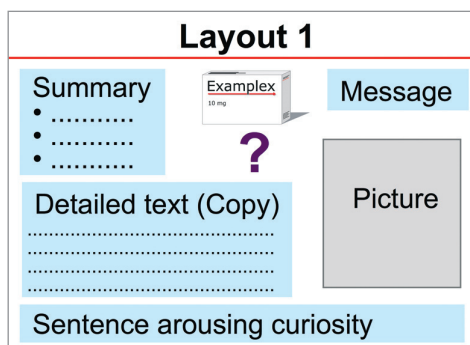 Layout 1
Summary
• ...........
• ...........
• ...........
Examplex
10 mg
?
Message
Detailed text (Copy)
.............................................
.............................................
.............................................
.............................................
Picture
Sentence arousing curiosity